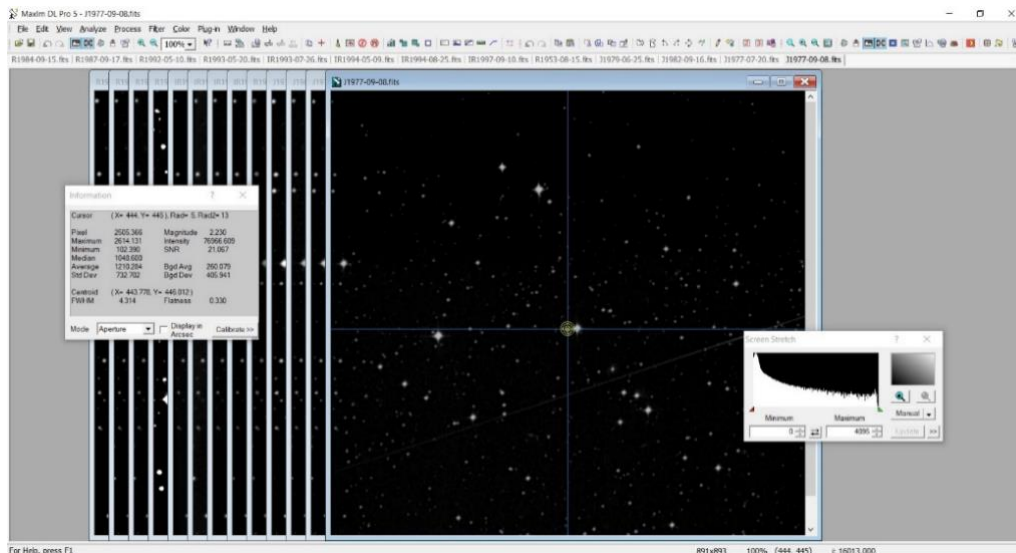 MaxIm DL Pro 5 - J1977-09-08.fits
File Edit View Analyze Process Filter Color Plug-in Window Help
100%
R1984-09-15.fits R1987-09-17.fits R1992-05-10.fits R1993-05-20.fits IR1993-07-26.fits IR1994-05-09.fits IR1994-08-25.fits IR1997-09-10.fits R1953-08-15.fits J1979-06-25.fits J1982-09-16.fits J1977-07-20.fits J1977-09-08.fits
J1977-09-08.fits
Information ? ×
Cursor (X= 444, Y= 445), Rad= 5, Rad2= 13
Pixel 2505.366 Magnitude 2.230
Maximum 2614.131 Intensity 76966.609
Minimum 102.390 SNR 21.067
Median 1048.600
Average 1210.284 Bgd Avg 260.079
Std Dev 732.702 Bgd Dev 405.941
Centroid (X= 443.778, Y= 446.012)
FWHM 4.314 Flatness 0.330
Mode Aperture Display in Arcsec Calibrate >>
Screen Stretch ? ×
Minimum Maximum Manual
0 4095 Update >>
For Help, press F1 891x893 100% (444, 445) i: 16013.000